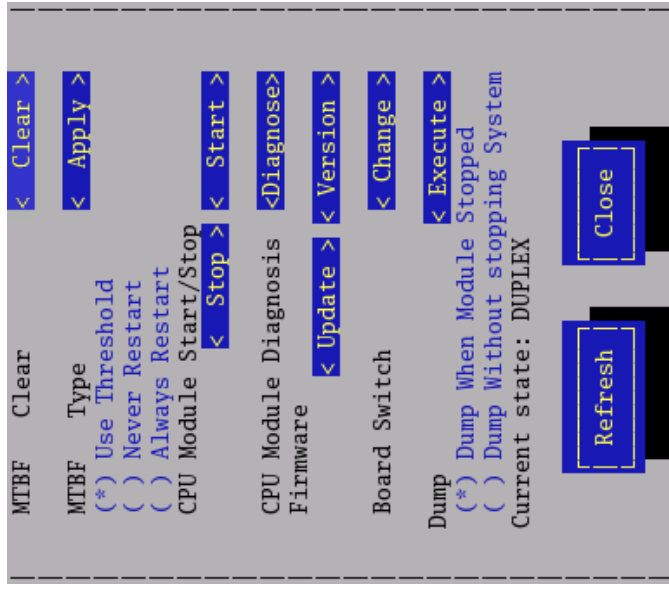 MTBF Clear < Clear >
MTBF Type < Apply >
(*) Use Threshold
( ) Never Restart
( ) Always Restart
CPU Module Start/Stop
< Stop > < Start >
CPU Module Diagnosis <Diagnose>
Firmware
< Update > < Version >
Board Switch < Change >
Dump < Execute >
(*) Dump When Module Stopped
( ) Dump Without stopping System
Current state: DUPLEX
Refresh Close